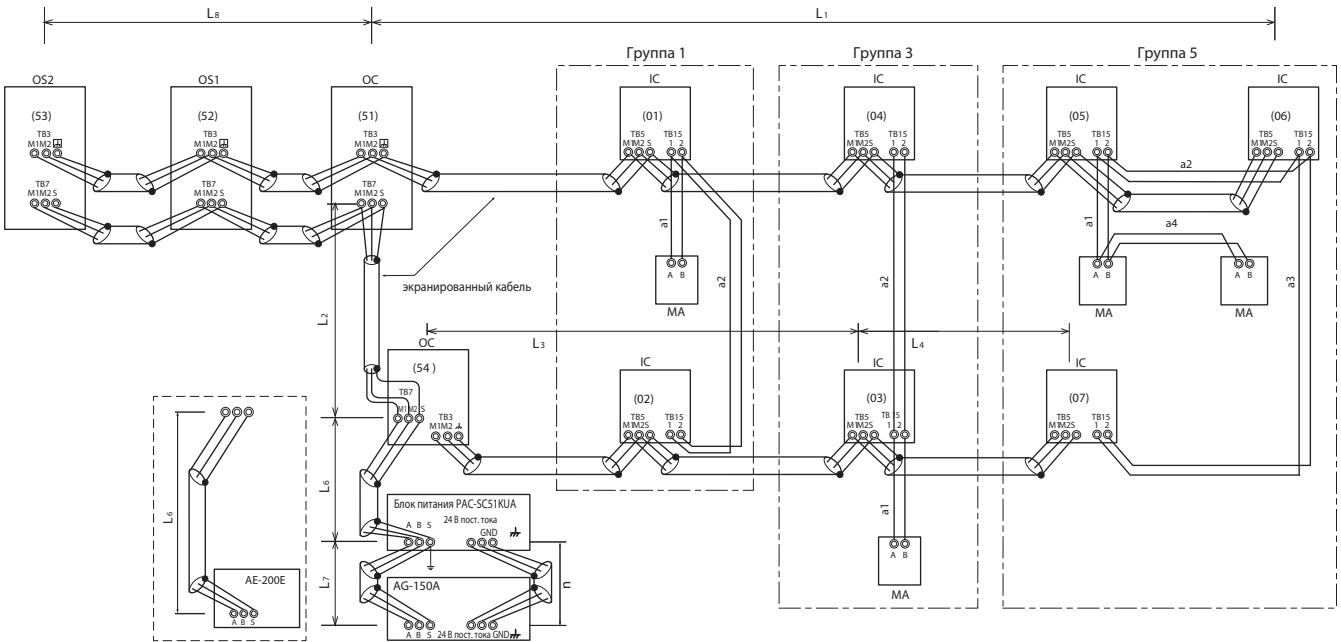 L8
L1
Группа 1
Группа 3
Группа 5
OS2
OS1
OC
IC
IC
IC
IC
(53)
(52)
(51)
(01)
(04)
(05)
(06)
TB3
TB3
TB3
TB5
TB15
TB5
TB15
TB5
TB15
TB5
TB15
M1M2
M1M2
M1M2
M1M2 S
1 2
M1M2S
1 2
M1M2S
1 2
M1M2S
1 2
a2
TB7
TB7
TB7
M1M2 S
M1M2 S
M1M2 S
a1
a1
a4
A B
A B
A B
MA
MA
MA
экранированный кабель
a2
a2
a3
L2
L3
L4
OC
(54 )
TB7
M1M2 S
TB3
M1M2
IC
IC
IC
(02)
(03)
(07)
TB5
TB15
TB5
TB 15
TB5
TB15
M1M2S
1 2
M1M2S
1 2
M1M2S
1 2
L6
L6
Блок питания PAC-SC51KUA
24 В пост. тока
A B S
GND
a1
A B
MA
L7
n
AE-200E
A B S
AG-150A
A B S
24 В пост. тока GND